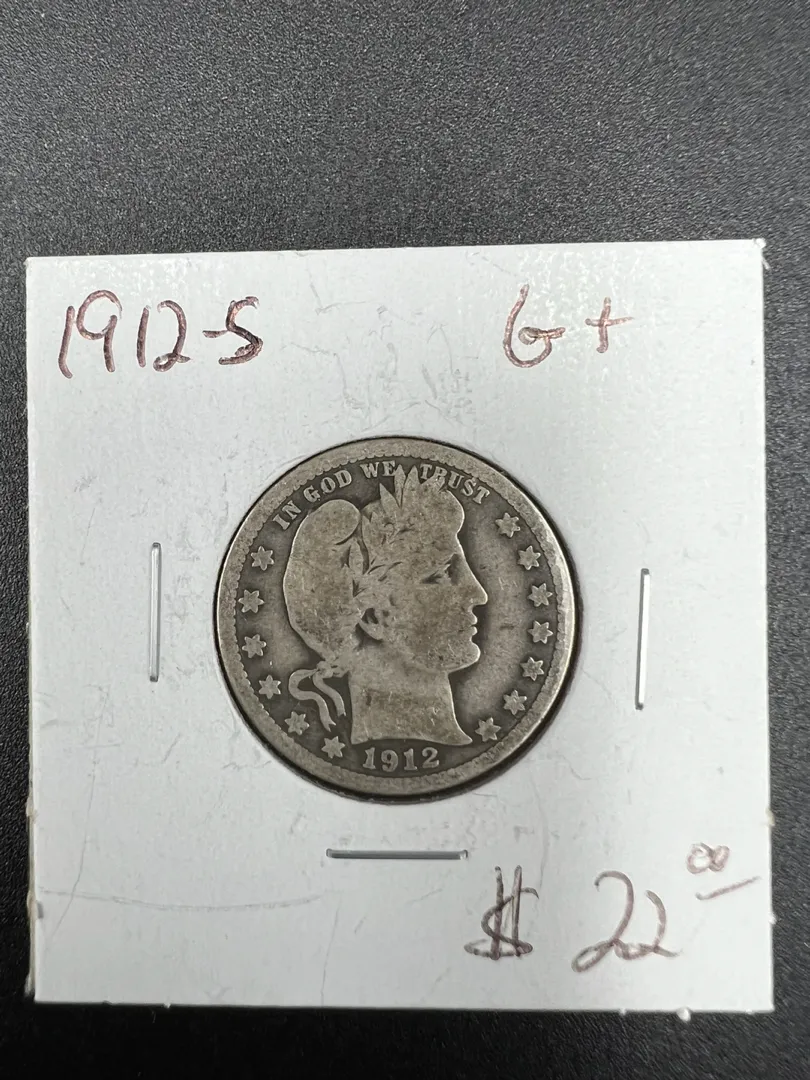 1912-S G+
IN GOD WE TRUST
1912
$ 22.00